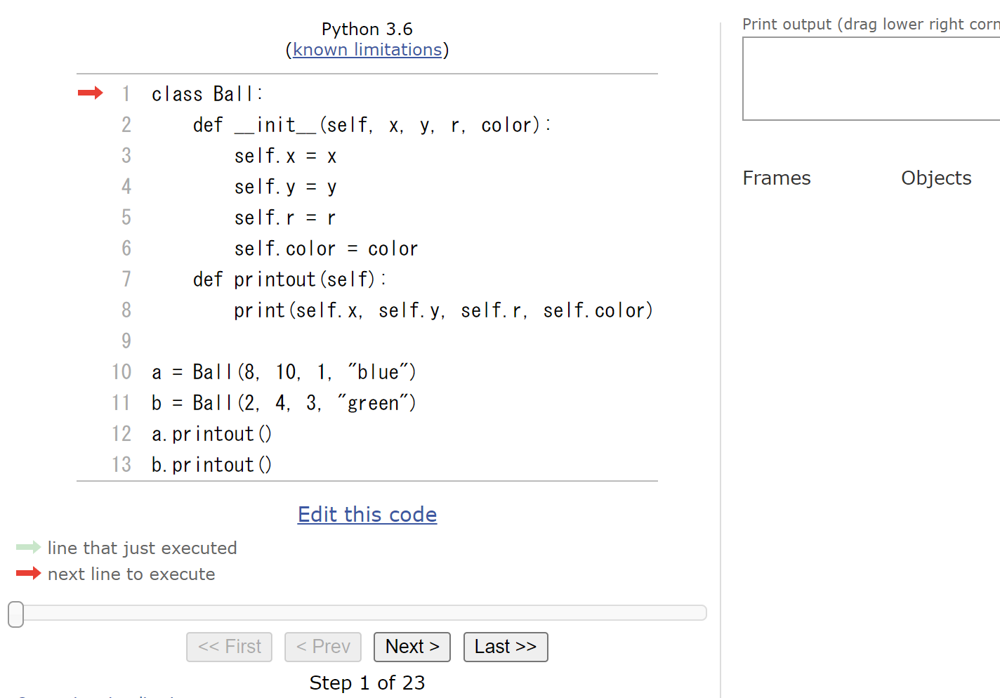 Python 3.6
(known limitations)
1 class Ball:
2     def __init__(self, x, y, r, color):
3         self.x = x
4         self.y = y
5         self.r = r
6         self.color = color
7     def printout(self):
8         print(self.x, self.y, self.r, self.color)
9
10 a = Ball(8, 10, 1, "blue")
11 b = Ball(2, 4, 3, "green")
12 a.printout()
13 b.printout()
Edit this code
line that just executed
next line to execute
<< First < Prev Next > Last >>
Step 1 of 23
Print output (drag lower right corn
Frames Objects